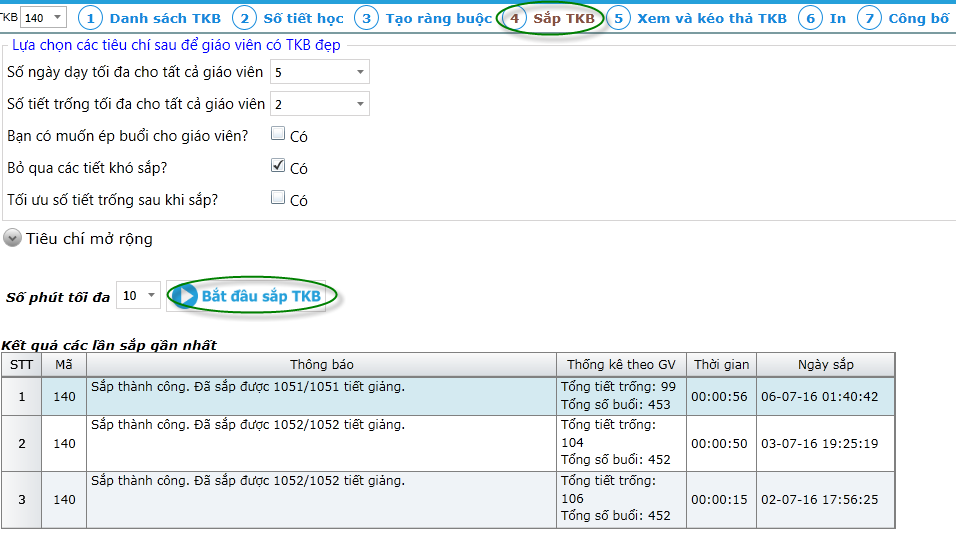 TKB 140 1 Danh sách TKB 2 Số tiết học 3 Tạo ràng buộc 4 Sắp TKB 5 Xem và kéo thả TKB 6 In 7 Công bố
Lựa chọn các tiêu chí sau để giáo viên có TKB đẹp
Số ngày dạy tối đa cho tất cả giáo viên 5
Số tiết trống tối đa cho tất cả giáo viên 2
Bạn có muốn ép buổi cho giáo viên? Có
Bỏ qua các tiết khó sắp? Có
Tối ưu số tiết trống sau khi sắp? Có
Tiêu chí mở rộng
Số phút tối đa 10 Bắt đầu sắp TKB
Kết quả các lần sắp gần nhất
STT Mã Thông báo Thống kê theo GV Thời gian Ngày sắp
1 140 Sắp thành công. Đã sắp được 1051/1051 tiết giảng. Tổng tiết trống: 99
Tổng số buổi: 453 00:00:56 06-07-16 01:40:42
2 140 Sắp thành công. Đã sắp được 1052/1052 tiết giảng. Tổng tiết trống:
104
Tổng số buổi: 452 00:00:50 03-07-16 19:25:19
3 140 Sắp thành công. Đã sắp được 1052/1052 tiết giảng. Tổng tiết trống:
106
Tổng số buổi: 452 00:00:15 02-07-16 17:56:25